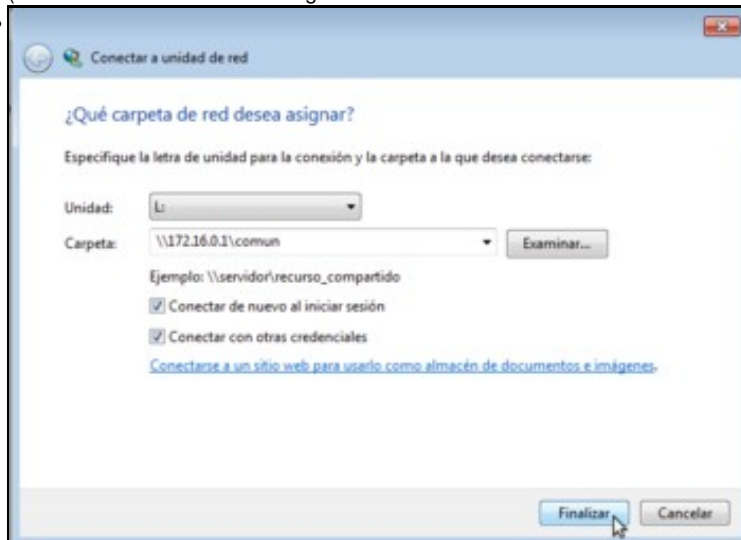 Conectar a unidad de red
¿Qué carpeta de red desea asignar?
Especifique la letra de unidad para la conexión y la carpeta a la que desea conectarse:
Unidad: L:
Carpeta: \\172.16.0.1\comun Examinar...
Ejemplo: \\servidor\recurso_compartido
Conectar de nuevo al iniciar sesión
Conectar con otras credenciales
Conectarse a un sitio web para usarlo como almacén de documentos e imágenes.
Finalizar Cancelar